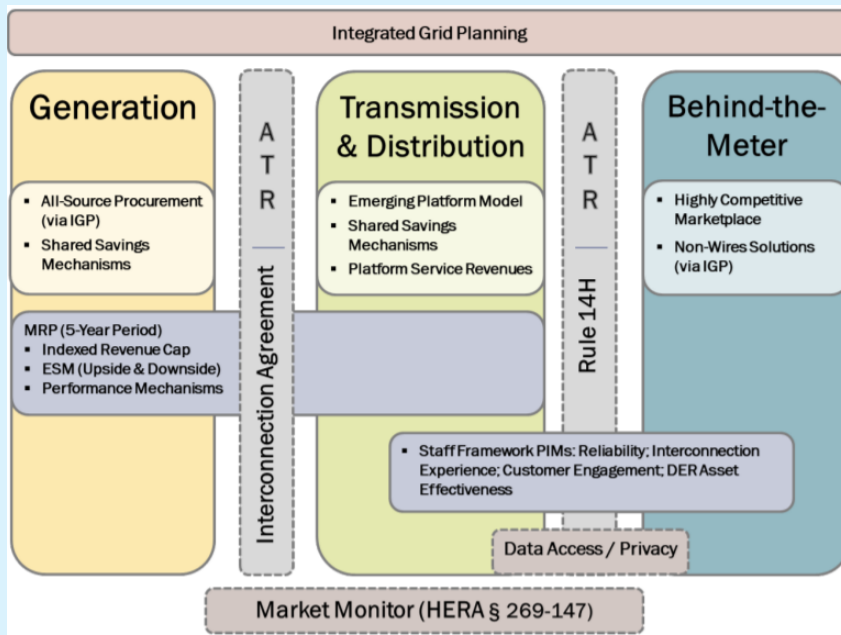 Integrated Grid Planning
Generation
▪ All-Source Procurement
(via IGP)
▪ Shared Savings
Mechanisms
A
T
R
Interconnection Agreement
Transmission
& Distribution
▪ Emerging Platform Model
▪ Shared Savings
Mechanisms
▪ Platform Service Revenues
A
T
R
Rule 14H
Behind-the-
Meter
▪ Highly Competitive
Marketplace
▪ Non-Wires Solutions
(via IGP)
MRP (5-Year Period)
▪ Indexed Revenue Cap
▪ ESM (Upside & Downside)
▪ Performance Mechanisms
▪ Staff Framework PIMs: Reliability; Interconnection
Experience; Customer Engagement; DER Asset
Effectiveness
Data Access / Privacy
Market Monitor (HERA § 269-147)